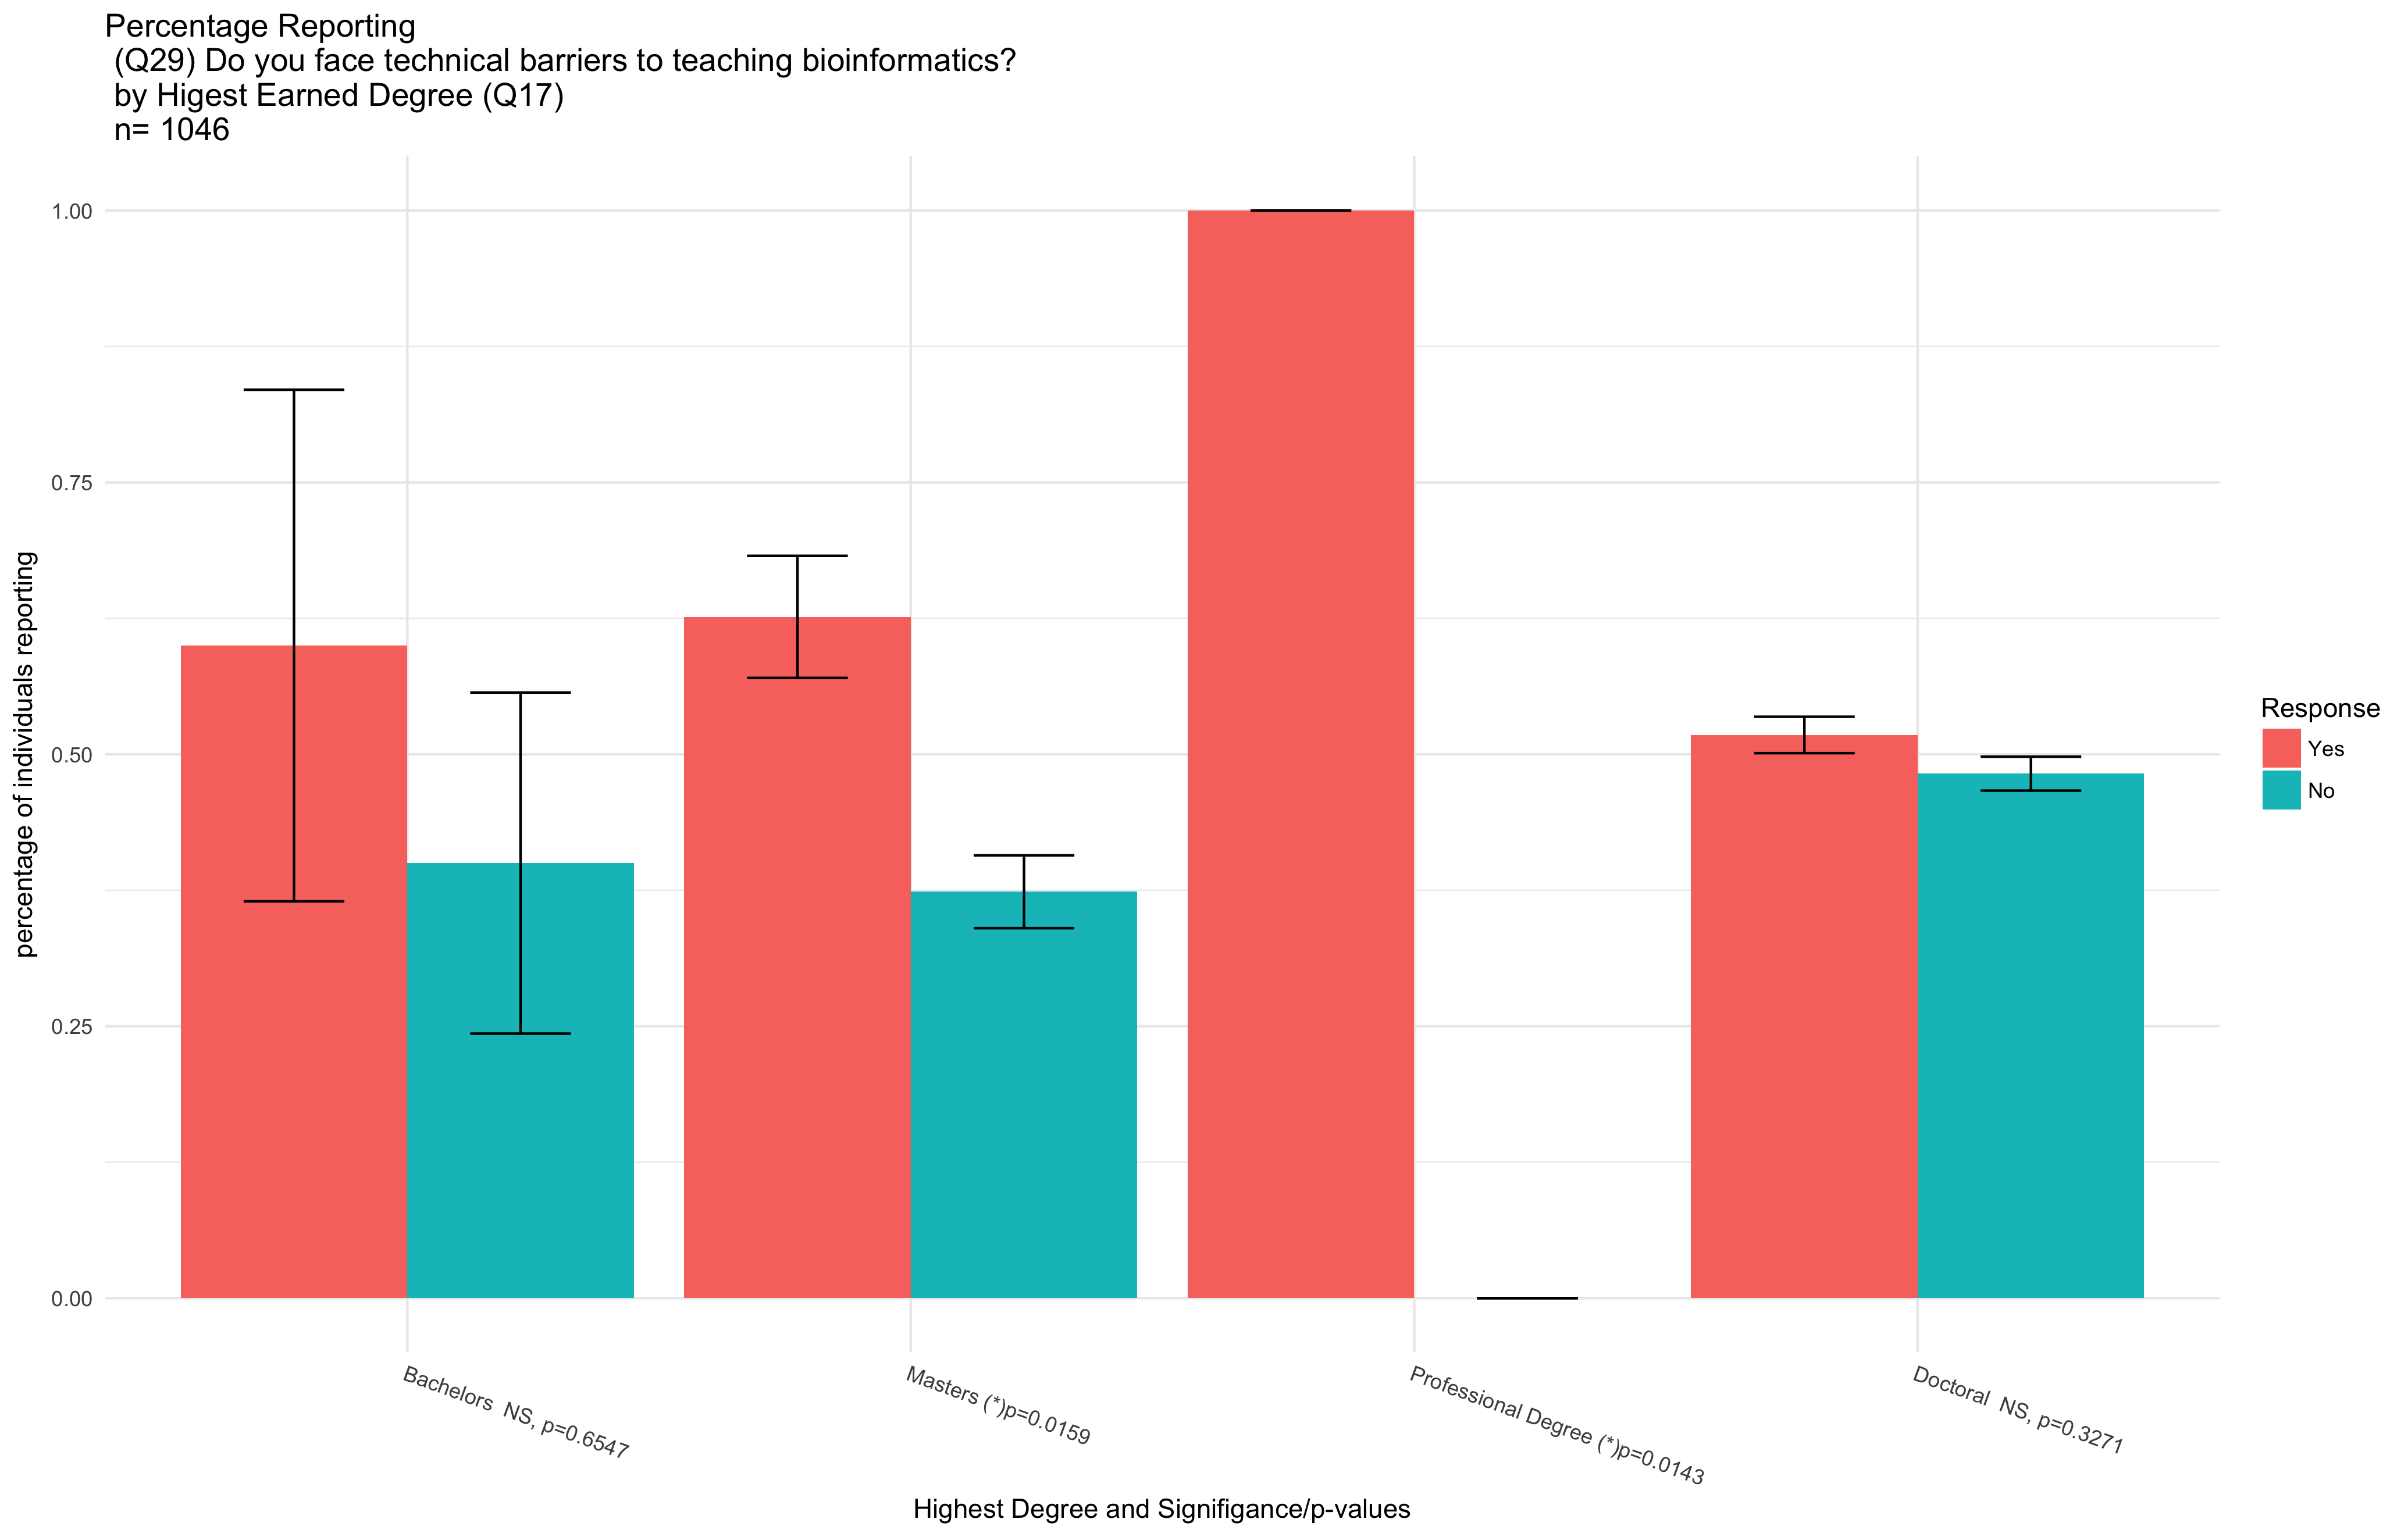 Percentage Reporting
(Q29) Do you face technical barriers to teaching bioinformatics?
by Higest Earned Degree (Q17)
n= 1046
1.00
0.75
0.50
0.25
0.00
percentage of individuals reporting
Response
Yes
No
Bachelors  NS, p=0.6547
Masters (*)p=0.0159
Professional Degree (*)p=0.0143
Doctoral  NS, p=0.3271
Highest Degree and Signifigance/p-values